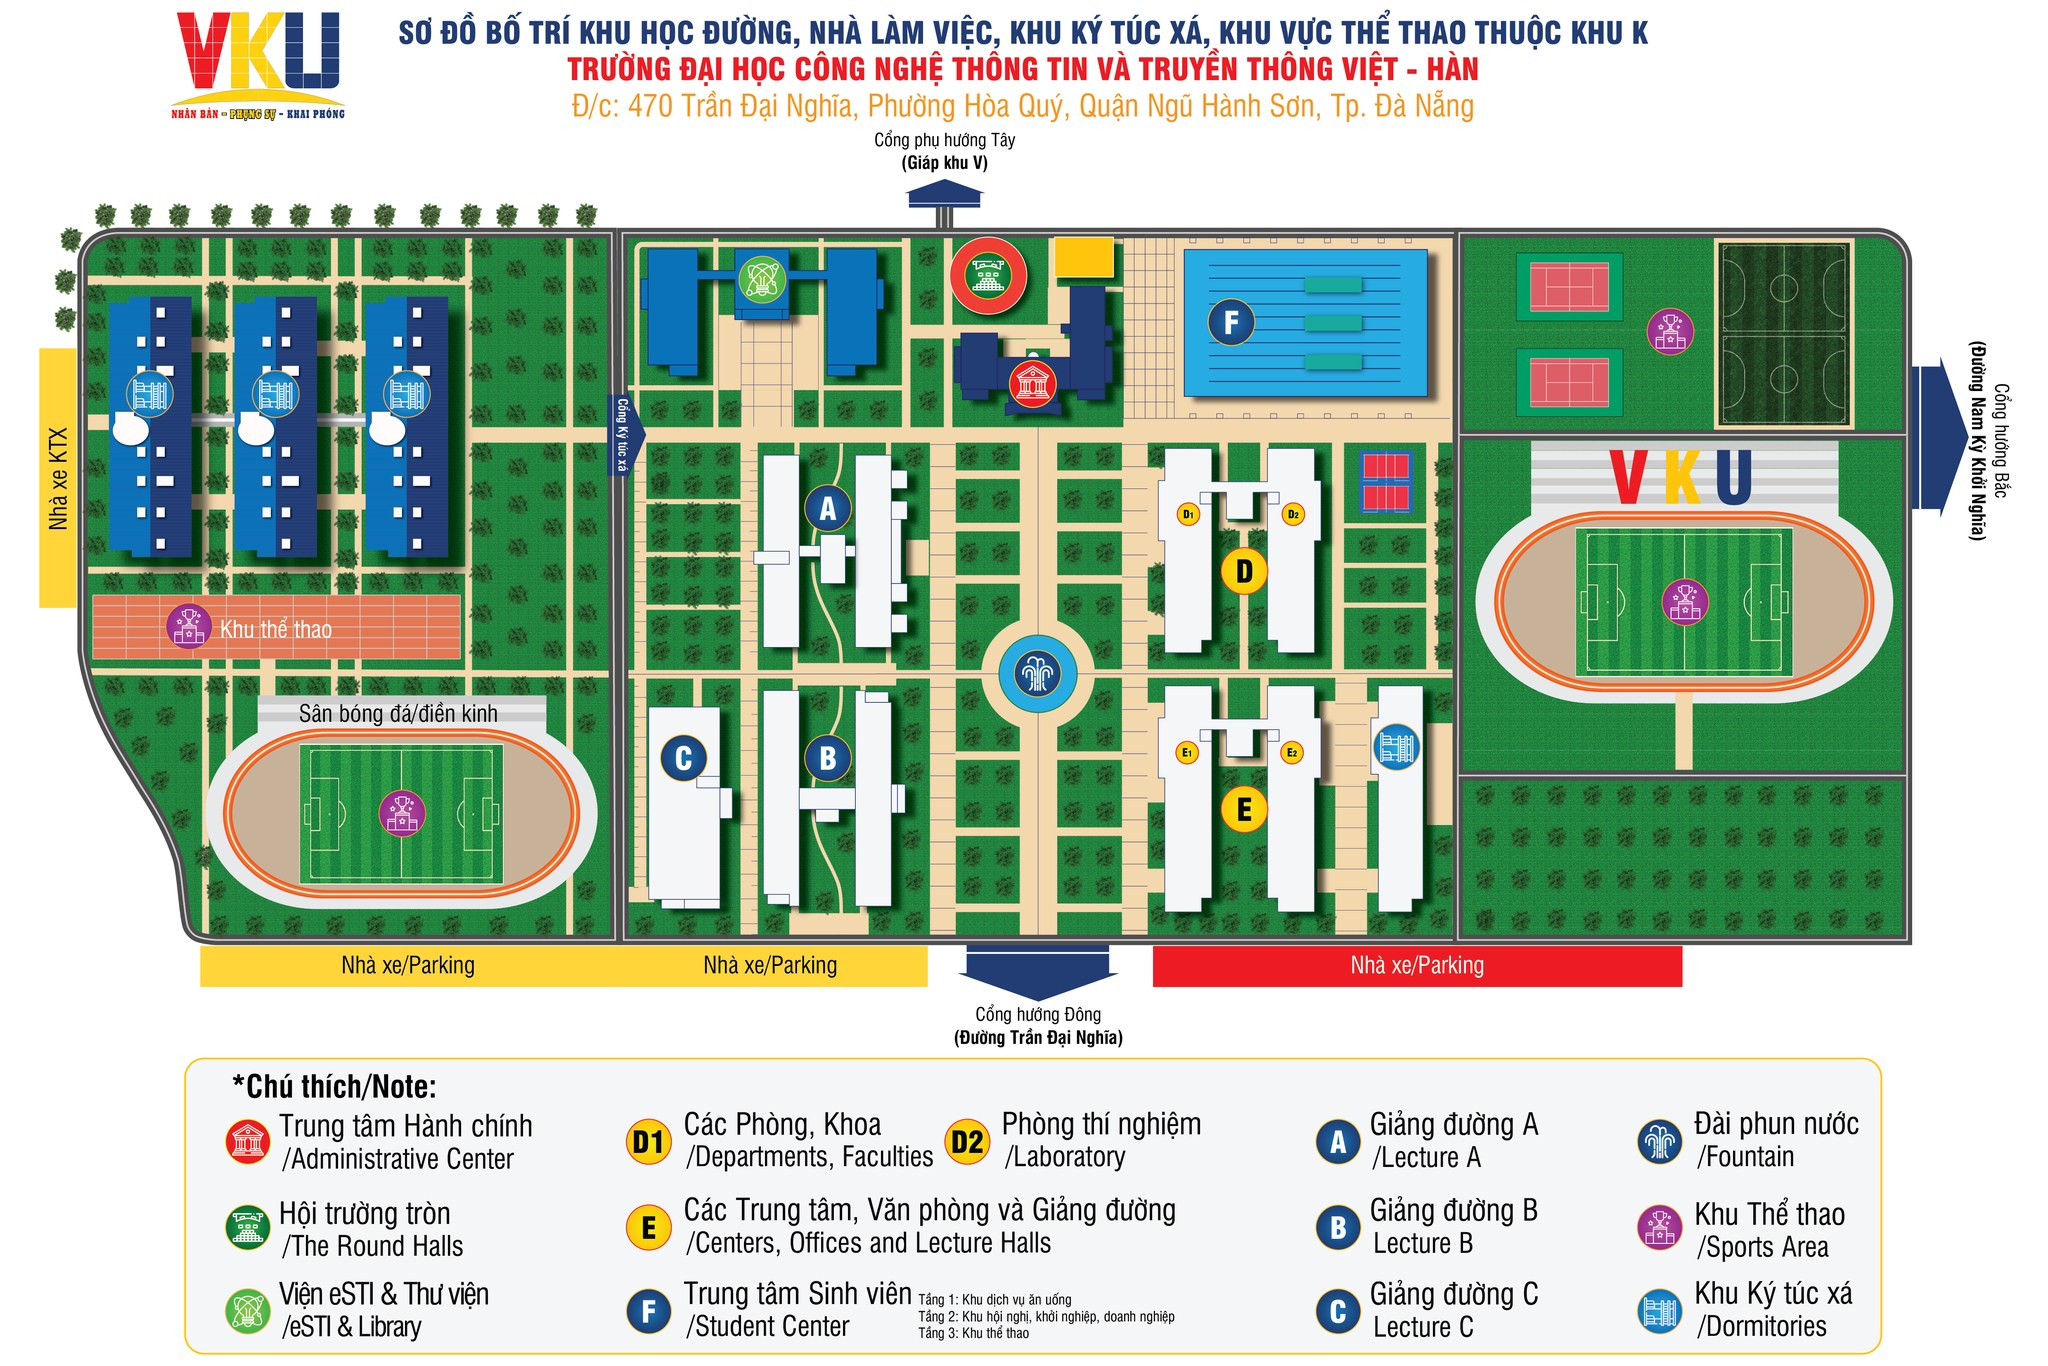 VKU
NHÂN BẢN - PHỤNG SỰ - KHAI PHÓNG
SƠ ĐỒ BỐ TRÍ KHU HỌC ĐƯỜNG, NHÀ LÀM VIỆC, KHU KÝ TÚC XÁ, KHU VỰC THỂ THAO THUỘC KHU K
TRƯỜNG ĐẠI HỌC CÔNG NGHỆ THÔNG TIN VÀ TRUYỀN THÔNG VIỆT - HÀN
Đ/c: 470 Trần Đại Nghĩa, Phường Hòa Quý, Quận Ngũ Hành Sơn, Tp. Đà Nẵng
Cổng phụ hướng Tây
(Giáp khu V)
F
Cổng hướng Bắc
(Đường Nam Kỳ Khởi Nghĩa)
Nhà xe KTX
Cổng Ký túc xá
VKU
A
D1
D2
D
Khu thể thao
Sân bóng đá/điền kinh
C
B
E1
E2
E
Nhà xe/Parking
Nhà xe/Parking
Nhà xe/Parking
Cổng hướng Đông
(Đường Trần Đại Nghĩa)
*Chú thích/Note:
Trung tâm Hành chính
/Administrative Center
Hội trường tròn
/The Round Halls
Viện eSTI & Thư viện
/eSTI & Library
D1
Các Phòng, Khoa
/Departments, Faculties
D2
Phòng thí nghiệm
/Laboratory
E
Các Trung tâm, Văn phòng và Giảng đường
/Centers, Offices and Lecture Halls
F
Trung tâm Sinh viên
/Student Center
Tầng 1: Khu dịch vụ ăn uống
Tầng 2: Khu hội nghị, khởi nghiệp, doanh nghiệp
Tầng 3: Khu thể thao
A
Giảng đường A
/Lecture A
B
Giảng đường B
Lecture B
C
Giảng đường C
Lecture C
Đài phun nước
/Fountain
Khu Thể thao
/Sports Area
Khu Ký túc xá
/Dormitories